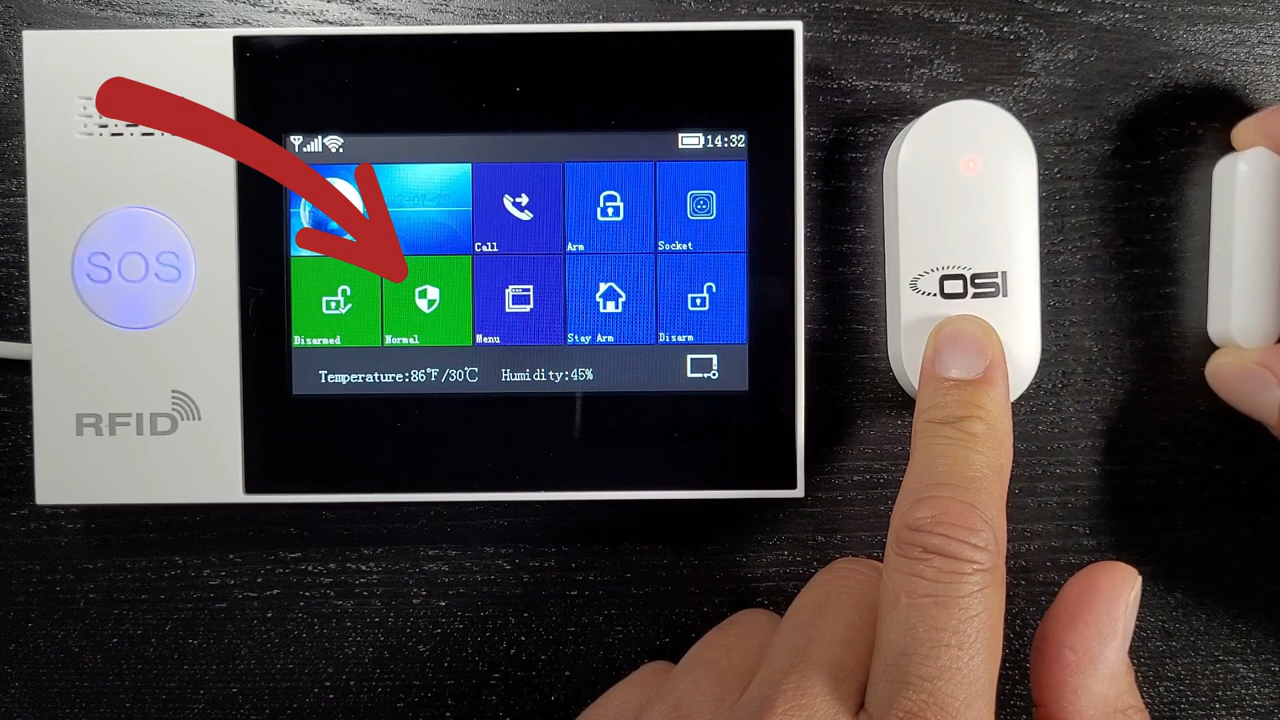 14:32
Call
Arm
Socket
SOS
OSI
Disarmed
Normal
Menu
Stay Arm
Disarm
Temperature:86°F/30℃
Humidity:45%
RFID